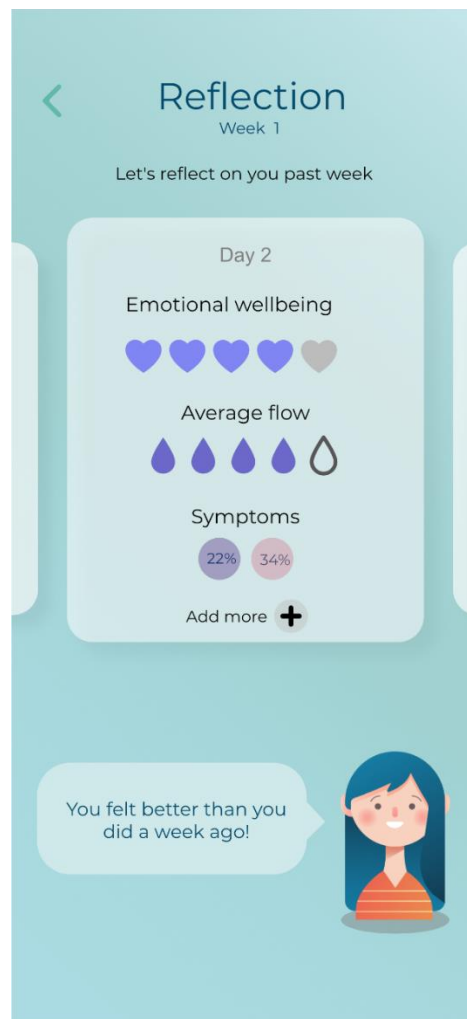 Reflection
Week 1
Let's reflect on you past week
Day 2
Emotional wellbeing
Average flow
Symptoms
22% 34%
Add more
You felt better than you
did a week ago!